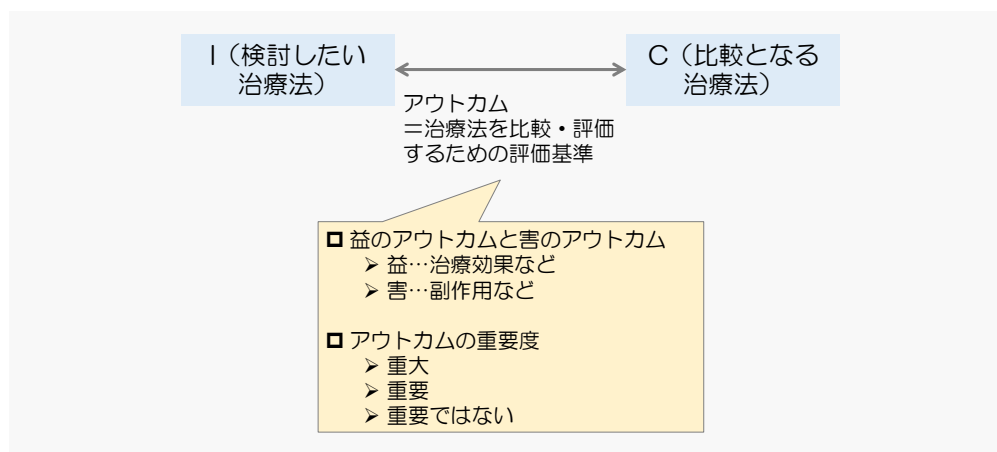 I（検討したい
治療法）
C（比較となる
治療法）
アウトカム
＝治療法を比較・評価
するための評価基準
益のアウトカムと害のアウトカム
益…治療効果など
害…副作用など
アウトカムの重要度
重大
重要
重要ではない